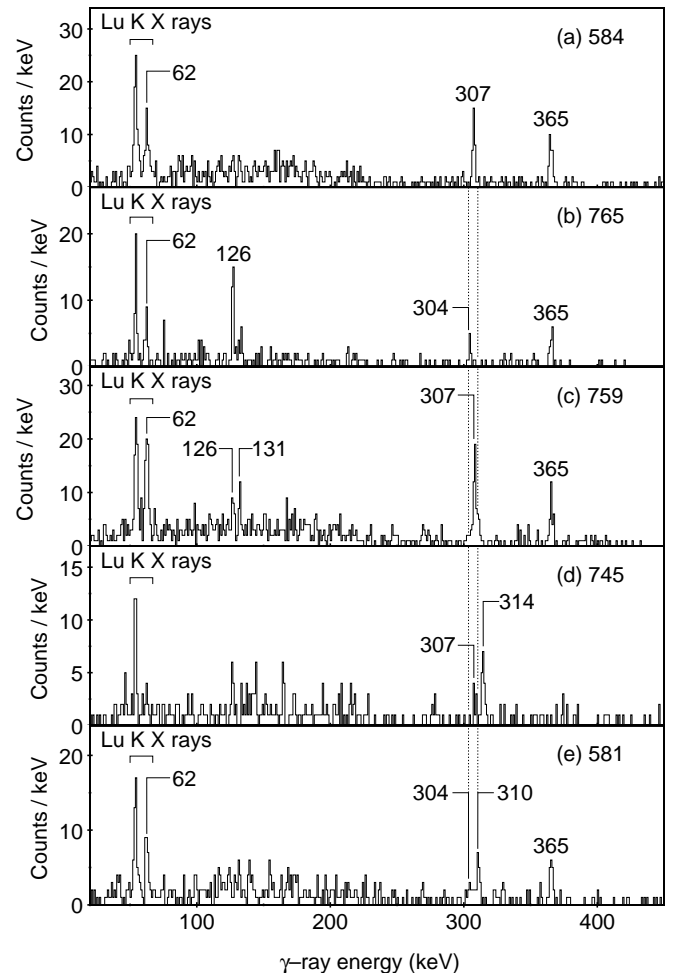 Lu K X rays
(a) 584
62
307
365
Counts / keV
30
20
10
0
Lu K X rays
(b) 765
62
126
304
365
Counts / keV
20
10
0
Lu K X rays
(c) 759
307
62
126
131
365
Counts / keV
30
20
10
0
Lu K X rays
(d) 745
314
307
Counts / keV
15
10
5
0
Lu K X rays
(e) 581
62
304
310
365
Counts / keV
20
10
0
100
200
300
400
γ–ray energy (keV)